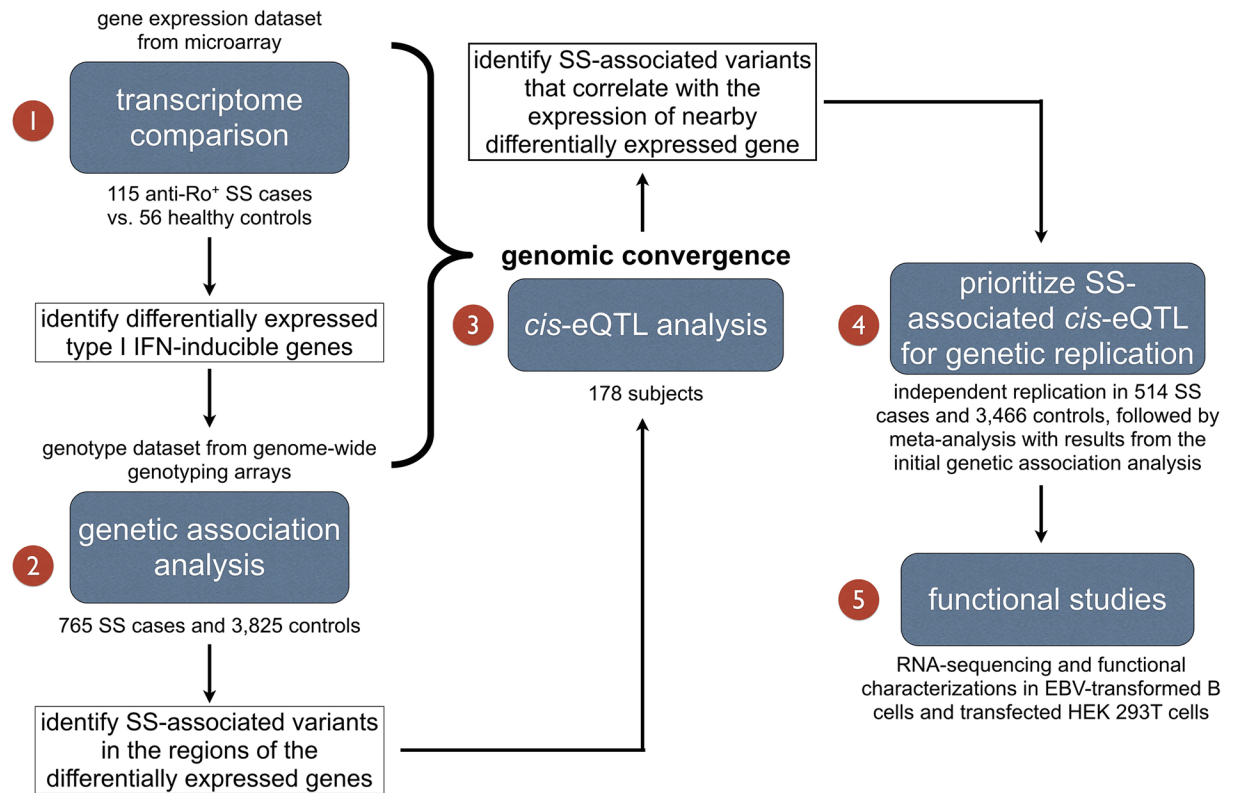 gene expression dataset
from microarray
1
transcriptome
comparison
115 anti-Ro⁺ SS cases
vs. 56 healthy controls
identify differentially expressed
type I IFN-inducible genes
genotype dataset from genome-wide
genotyping arrays
2
genetic association
analysis
765 SS cases and 3,825 controls
identify SS-associated variants
in the regions of the
differentially expressed genes
genomic convergence
3
cis-eQTL analysis
178 subjects
identify SS-associated variants
that correlate with the
expression of nearby
differentially expressed gene
4
prioritize SS-
associated cis-eQTL
for genetic replication
independent replication in 514 SS
cases and 3,466 controls, followed by
meta-analysis with results from the
initial genetic association analysis
5
functional studies
RNA-sequencing and functional
characterizations in EBV-transformed B
cells and transfected HEK 293T cells